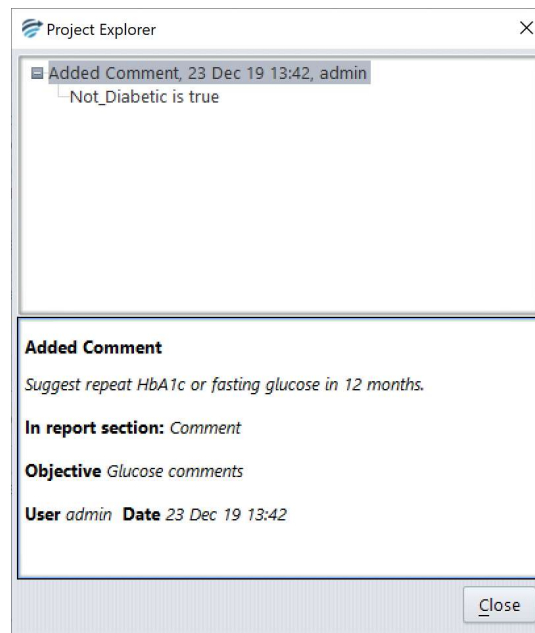 Project Explorer
Added Comment, 23 Dec 19 13:42, admin
Not_Diabetic is true
Added Comment
Suggest repeat HbA1c or fasting glucose in 12 months.
In report section: Comment
Objective Glucose comments
User admin Date 23 Dec 19 13:42
Close